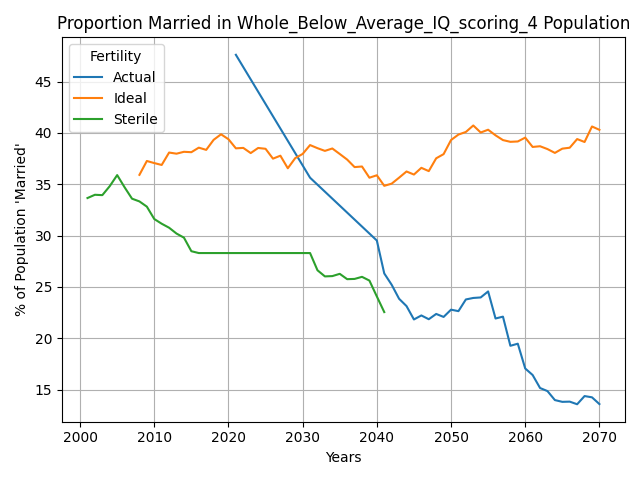 Proportion Married in Whole_Below_Average_IQ_scoring_4 Population
Fertility
Actual
Ideal
Sterile
% of Population 'Married'
45
40
35
30
25
20
15
2000 2010 2020 2030 2040 2050 2060 2070
Years